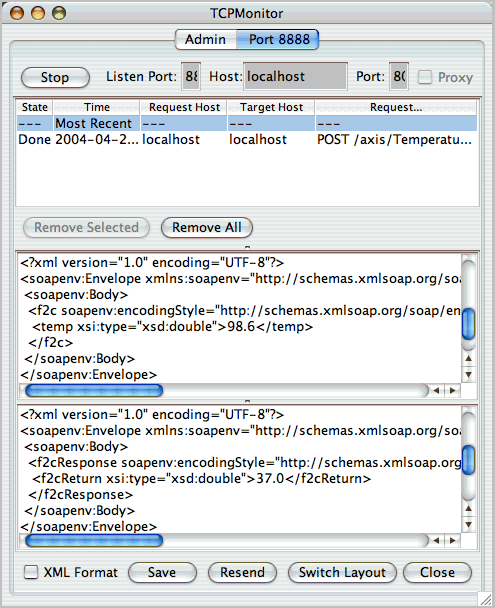 TCPMonitor
Admin Port 8888
Stop Listen Port: 88 Host: localhost Port: 80 Proxy
State Time Request Host Target Host Request...
--- Most Recent --- --- ---
Done 2004-04-2... localhost localhost POST /axis/Temperatu...
Remove Selected Remove All
<?xml version="1.0" encoding="UTF-8"?>
<soapenv:Envelope xmlns:soapenv="http://schemas.xmlsoap.org/soa
<soapenv:Body>
<f2c soapenv:encodingStyle="http://schemas.xmlsoap.org/soap/en
<temp xsi:type="xsd:double">98.6</temp>
</f2c>
</soapenv:Body>
</soapenv:Envelope>
<?xml version="1.0" encoding="UTF-8"?>
<soapenv:Envelope xmlns:soapenv="http://schemas.xmlsoap.org/soa
<soapenv:Body>
<f2cResponse soapenv:encodingStyle="http://schemas.xmlsoap.org
<f2cReturn xsi:type="xsd:double">37.0</f2cReturn>
</f2cResponse>
</soapenv:Body>
</soapenv:Envelope>
XML Format Save Resend Switch Layout Close